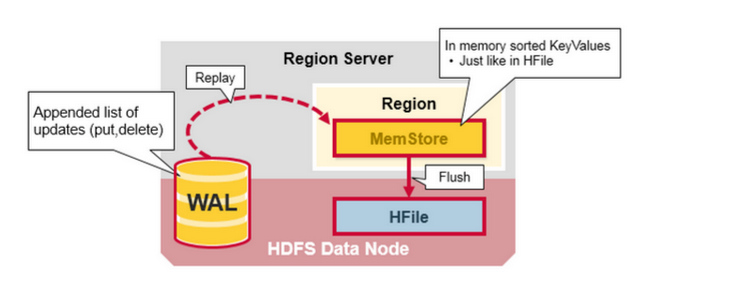 In memory sorted KeyValues
• Just like in HFile
Region Server
Replay
Region
Appended list of
updates (put,delete)
MemStore
Flush
WAL
HFile
HDFS Data Node